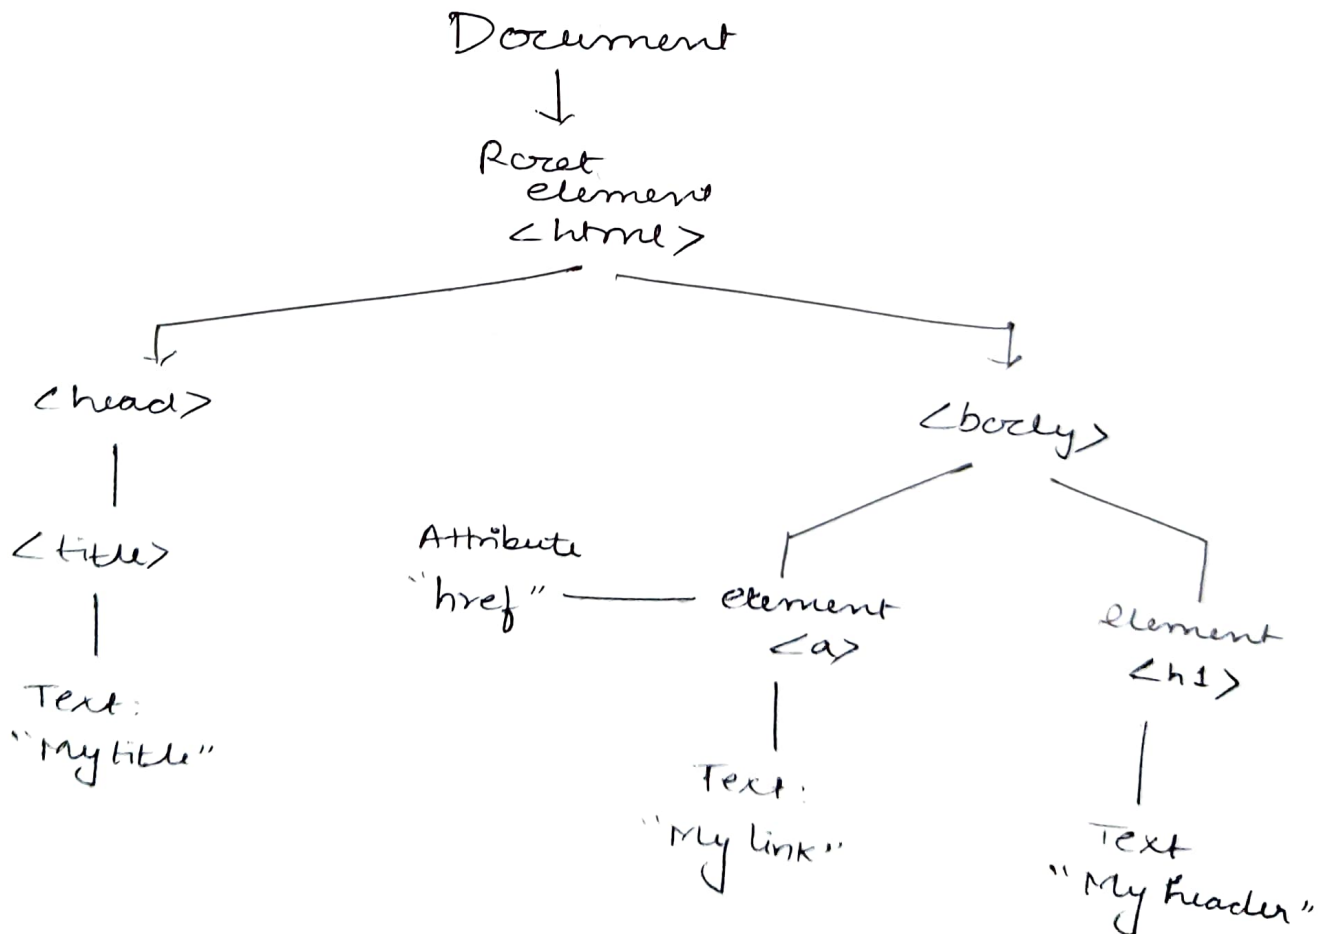 Document
Root
element
<html>
<head>
<body>
<title>
Attribute
"href"
element
<a>
element
<h1>
Text:
"My title"
Text:
"My link"
Text
"My header"